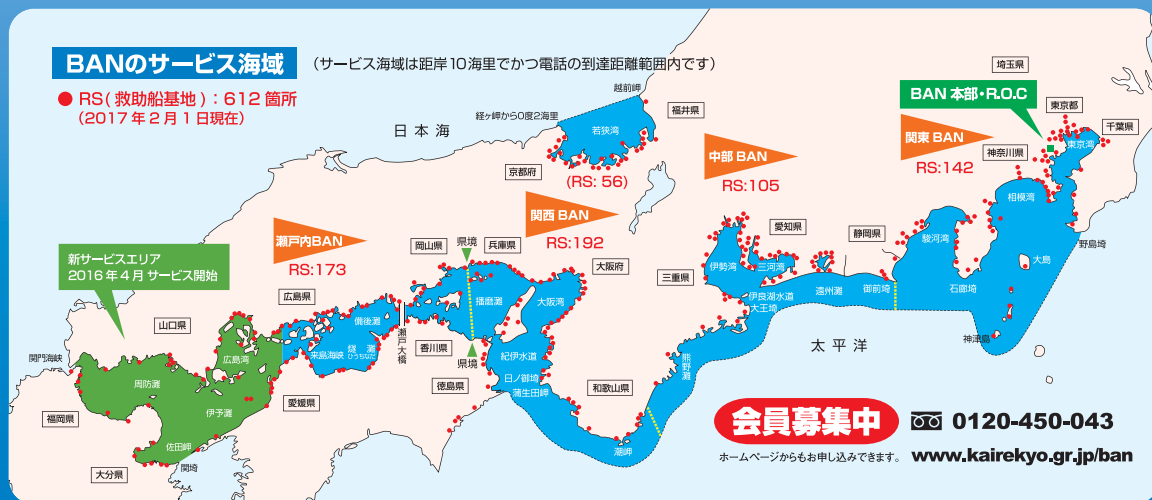 BANのサービス海域
(サービス海域は距岸10海里でかつ電話の到達距離範囲内です)
● RS(救助船基地):612箇所
(2017年2月1日現在)
日本海
経ヶ岬から0度2海里
越前岬
若狭湾
福井県
京都府
(RS: 56)
埼玉県
BAN 本部・R.O.C
東京都
千葉県
関東 BAN
RS:142
神奈川県
東京湾
相模湾
野島埼
大島
神津島
中部 BAN
RS:105
愛知県
静岡県
駿河湾
石廊埼
伊勢湾
三河湾
三重県
伊良湖水道
大王埼
遠州灘
御前埼
太平洋
関西 BAN
RS:192
瀬戸内BAN
RS:173
岡山県
県境
兵庫県
大阪府
播磨灘
大阪湾
新サービスエリア
2016年4月サービス開始
広島県
備後灘
来島海峡
燧灘
ひうちなだ
瀬戸大橋
香川県
県境
徳島県
紀伊水道
日ノ御埼
蒲生田岬
和歌山県
熊野灘
潮岬
山口県
関門海峡
広島湾
周防灘
伊予灘
愛媛県
福岡県
佐田岬
関埼
大分県
会員募集中
0120-450-043
ホームページからもお申し込みできます。
www.kairekyo.gr.jp/ban